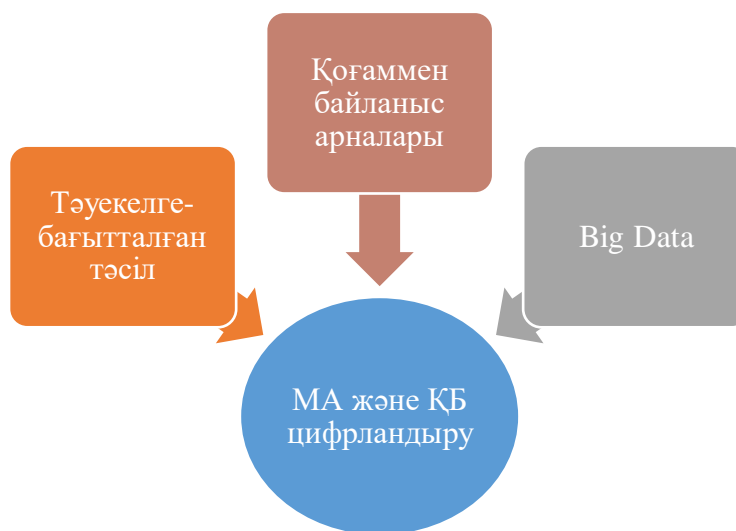 Қоғаммен
байланыс
арналары
Тәуекелге-
бағытталған
тәсіл
Big Data
МА және ҚБ
цифрландыру